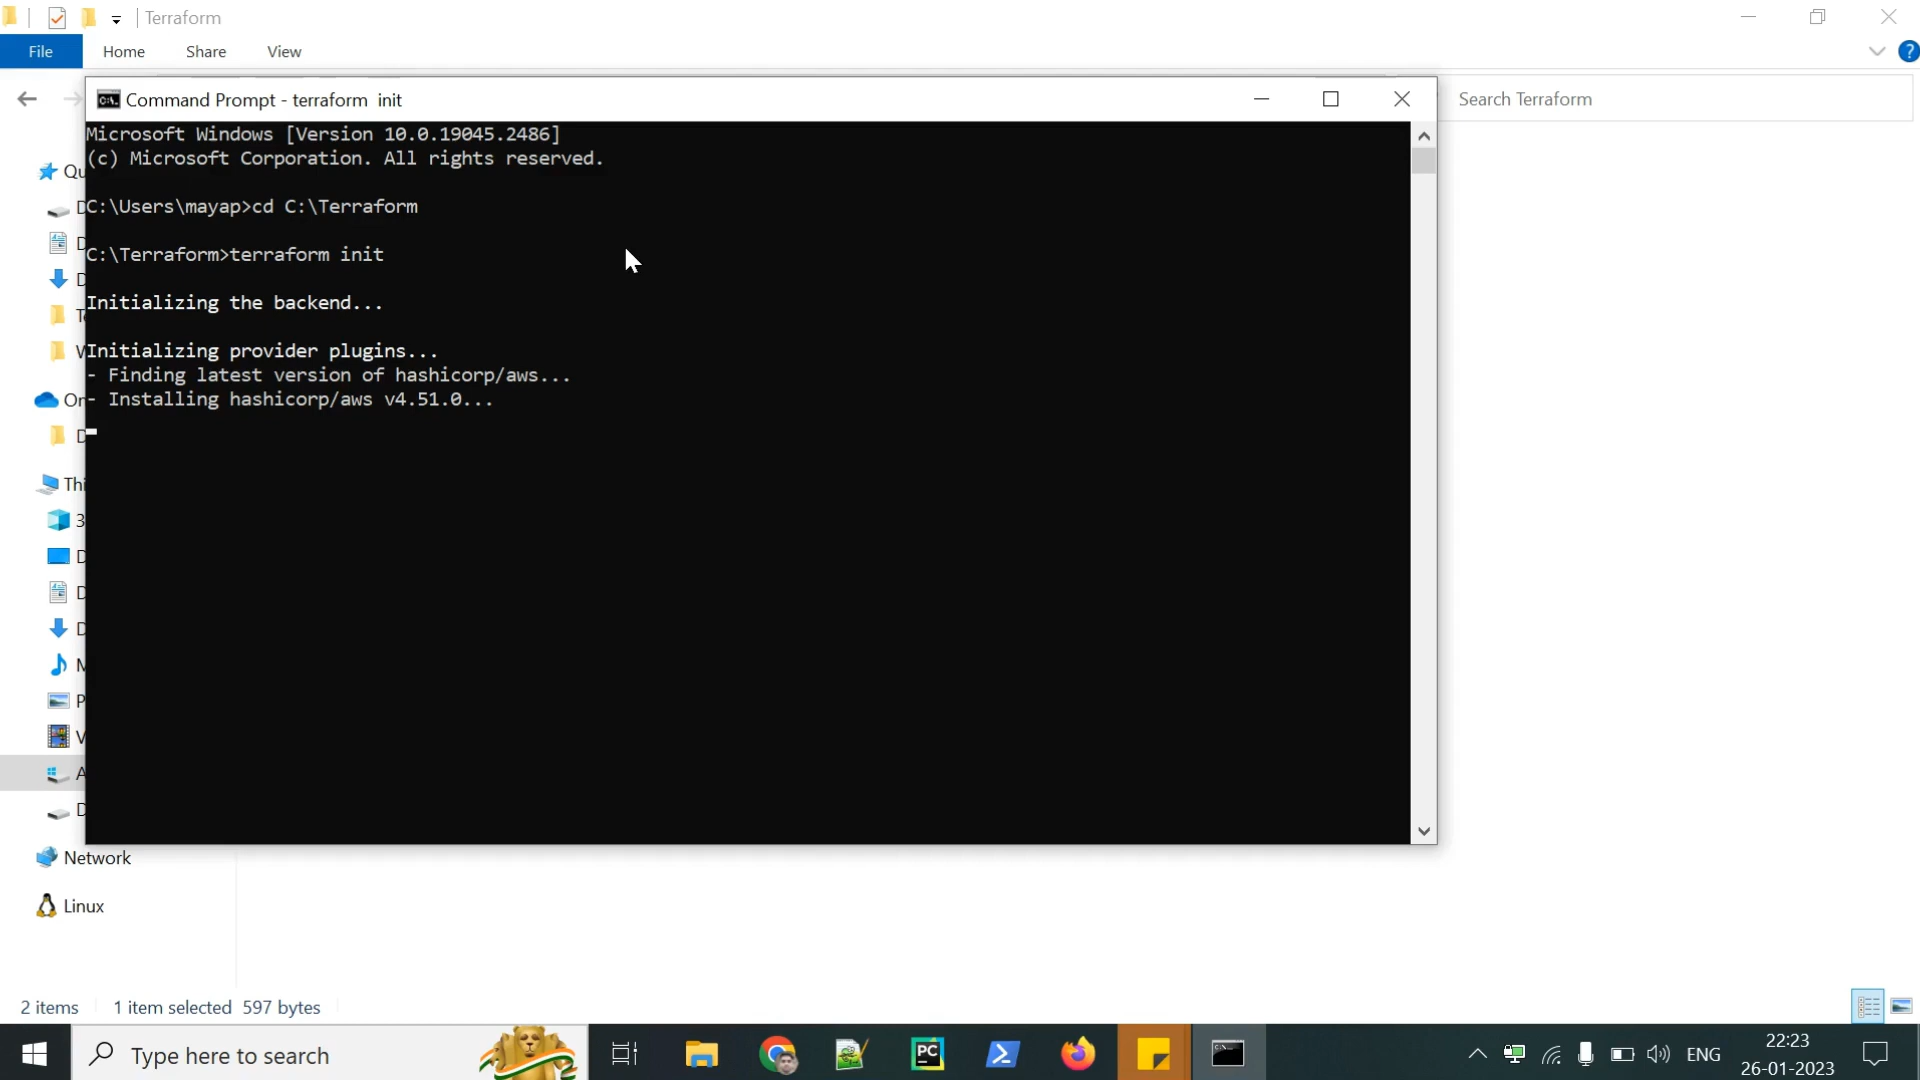 Terraform
File Home Share View
Command Prompt - terraform  init
Search Terraform
Microsoft Windows [Version 10.0.19045.2486]
(c) Microsoft Corporation. All rights reserved.
C:\Users\mayap>cd C:\Terraform
C:\Terraform>terraform init
Initializing the backend...
Initializing provider plugins...
- Finding latest version of hashicorp/aws...
- Installing hashicorp/aws v4.51.0...
Network
Linux
2 items 1 item selected 597 bytes
Type here to search
PC
ENG
22:23
26-01-2023